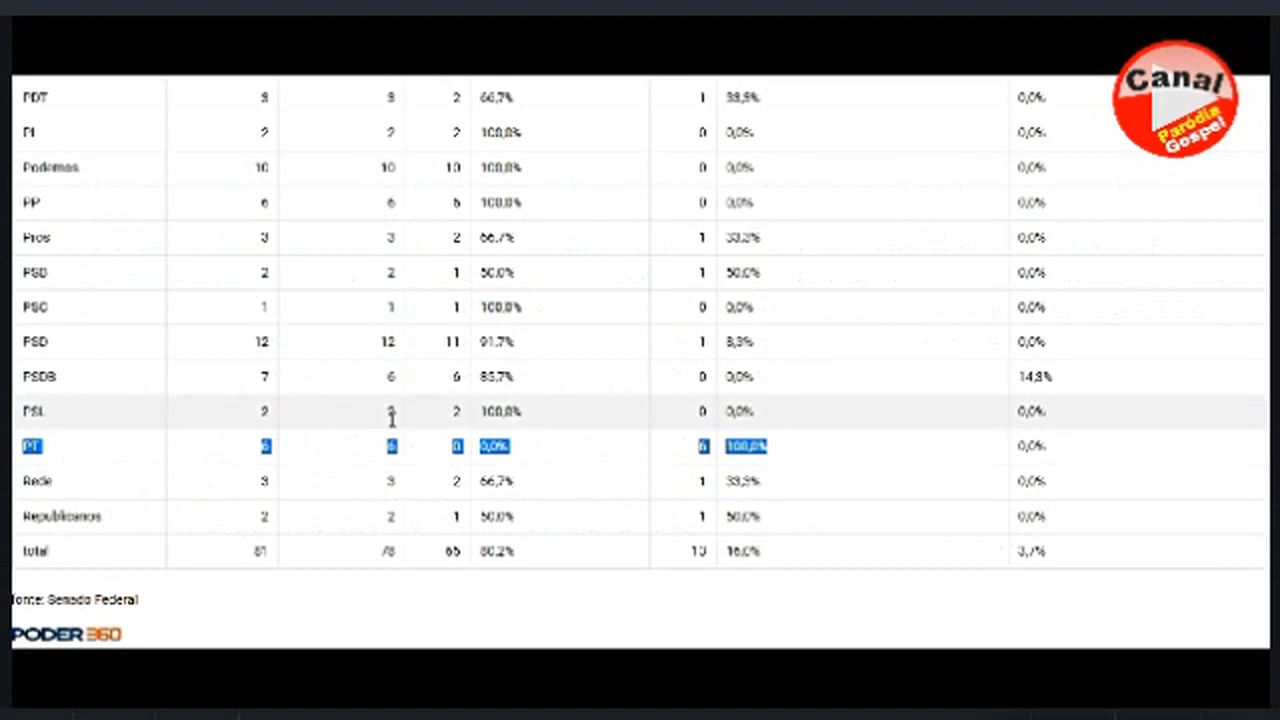 Canal
Paródia
Gospel
PDT 3 3 2 66,7% 1 33,3% 0,0%
PL 2 2 2 100,0% 0 0,0% 0,0%
Podemos 10 10 10 100,0% 0 0,0% 0,0%
PP 6 6 6 100,0% 0 0,0% 0,0%
Pros 3 3 2 66,7% 1 33,3% 0,0%
PSB 2 2 1 50,0% 1 50,0% 0,0%
PSC 1 1 1 100,0% 0 0,0% 0,0%
PSD 12 12 11 91,7% 1 8,3% 0,0%
PSDB 7 6 6 85,7% 0 0,0% 14,3%
PSL 2 2 2 100,0% 0 0,0% 0,0%
PT 6 6 0 0,0% 6 100,0% 0,0%
Rede 3 3 2 66,7% 1 33,3% 0,0%
Republicanos 2 2 1 50,0% 1 50,0% 0,0%
total 81 78 65 80,2% 13 16,0% 3,7%
fonte: Senado Federal
PODER360